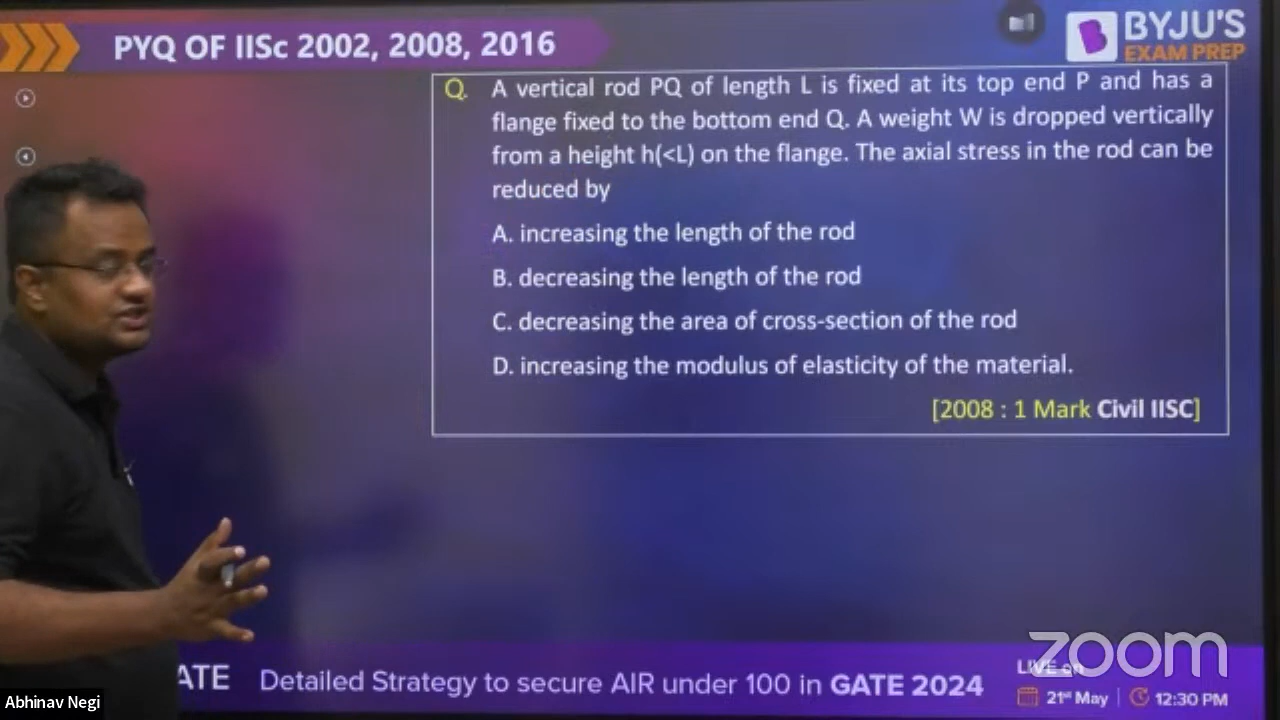 PYQ OF IISc 2002, 2008, 2016
BYJU'S
EXAM PREP
Q. A vertical rod PQ of length L is fixed at its top end P and has a
flange fixed to the bottom end Q. A weight W is dropped vertically
from a height h(<L) on the flange. The axial stress in the rod can be
reduced by
A. increasing the length of the rod
B. decreasing the length of the rod
C. decreasing the area of cross-section of the rod
D. increasing the modulus of elasticity of the material.
[2008 : 1 Mark Civil IISC]
ATE Detailed Strategy to secure AIR under 100 in GATE 2024
LIVE on
21st May | 12:30 PM
zoom
Abhinav Negi